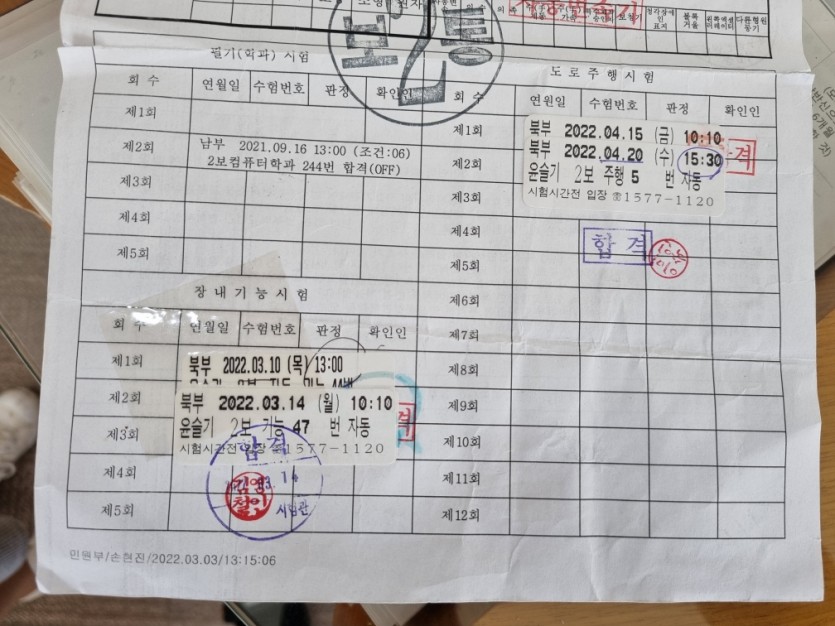 보통
2
필기(학과) 시험
회 수 연월일 수험번호 판정 확인인
제1회
제2회 남부 2021.09.16 13:00 (조건:06)
2보컴퓨터학과 244번 합격(OFF)
제3회
제4회
제5회
장 내 기 능 시 험
회 수 연월일 수험번호 판정 확인인
제1회 북부 2022.03.10 (목) 13:00
제2회 북부 2022.03.14 (월) 10:10
제3회 윤슬기 2보 기능 47 번 자동
시험시간전 입장 ☎1577-1120
합격
제4회
시험관
제5회
도 로 주 행 시 험
회 수 연원일 수험번호 판정 확인인
제1회 북부 2022.04.15 (금) 10:10
제2회 북부 2022.04.20 (수) 15:30
격
윤슬기 2보 주행 5 번 자동
제3회 시험시간전 입장 ☎1577-1120
제4회 합 격
제5회
제6회
제7회
제8회
제9회
제10회
제11회
제12회
민원부/손현진/2022.03.03/13:15:06